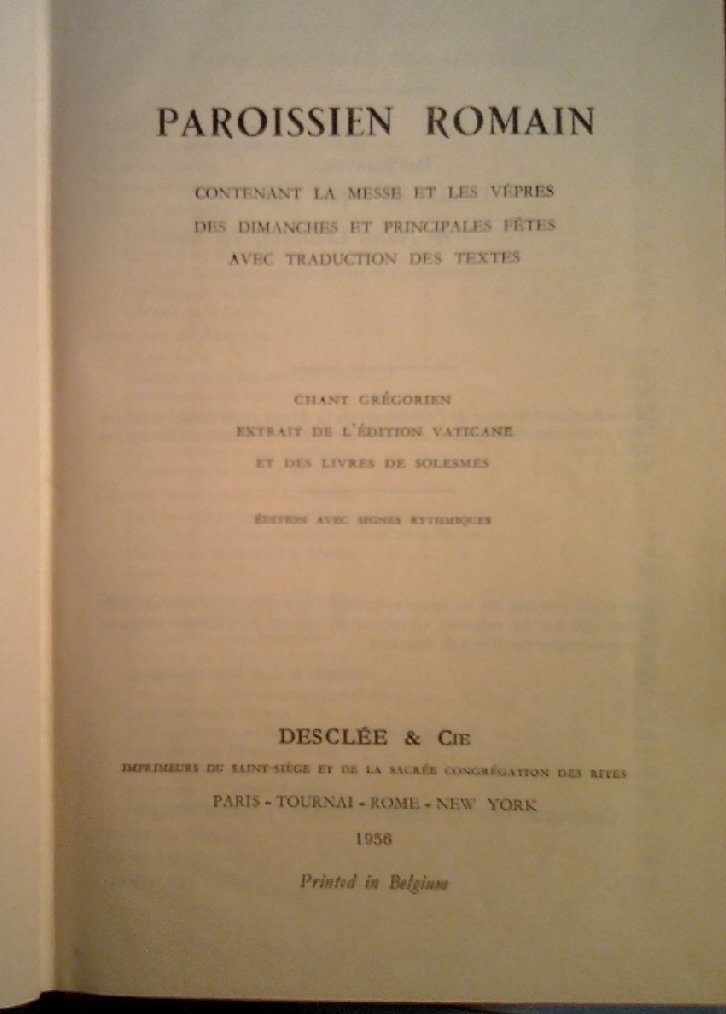 PAROISSIEN ROMAIN
CONTENANT LA MESSE ET LES VÊPRES
DES DIMANCHES ET PRINCIPALES FÊTES
AVEC TRADUCTION DES TEXTES
CHANT GRÉGORIEN
EXTRAIT DE L'ÉDITION VATICANE
ET DES LIVRES DE SOLESMES
ÉDITION AVEC SIGNES RYTHMIQUES
DESCLÉE & CIE
IMPRIMEURS DU SAINT-SIÈGE ET DE LA SACRÉE CONGRÉGATION DES RITES
PARIS - TOURNAI - ROME - NEW YORK
1956
Printed in Belgium